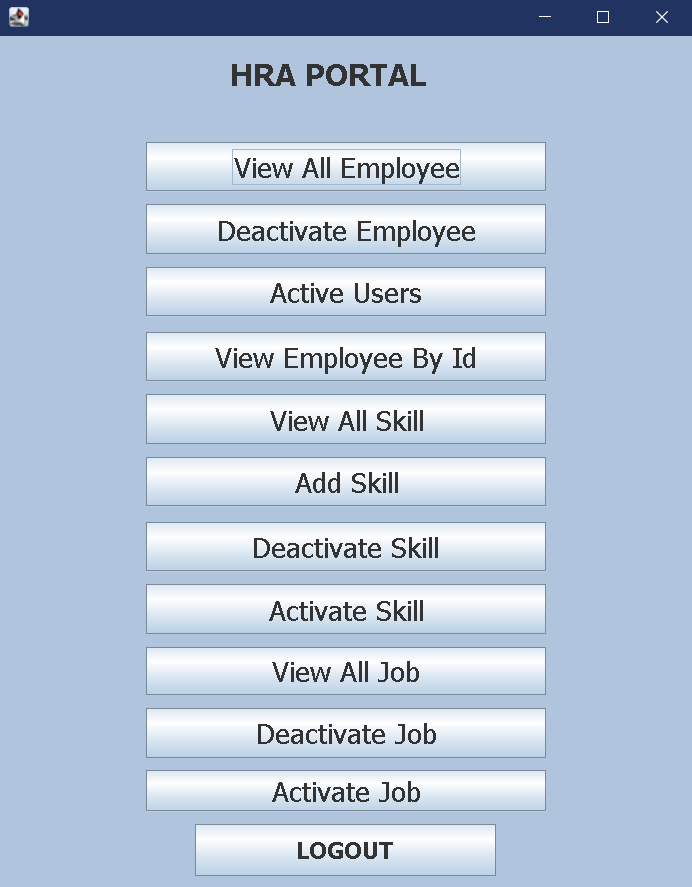 HRA PORTAL
View All Employee
Deactivate Employee
Active Users
View Employee By Id
View All Skill
Add Skill
Deactivate Skill
Activate Skill
View All Job
Deactivate Job
Activate Job
LOGOUT